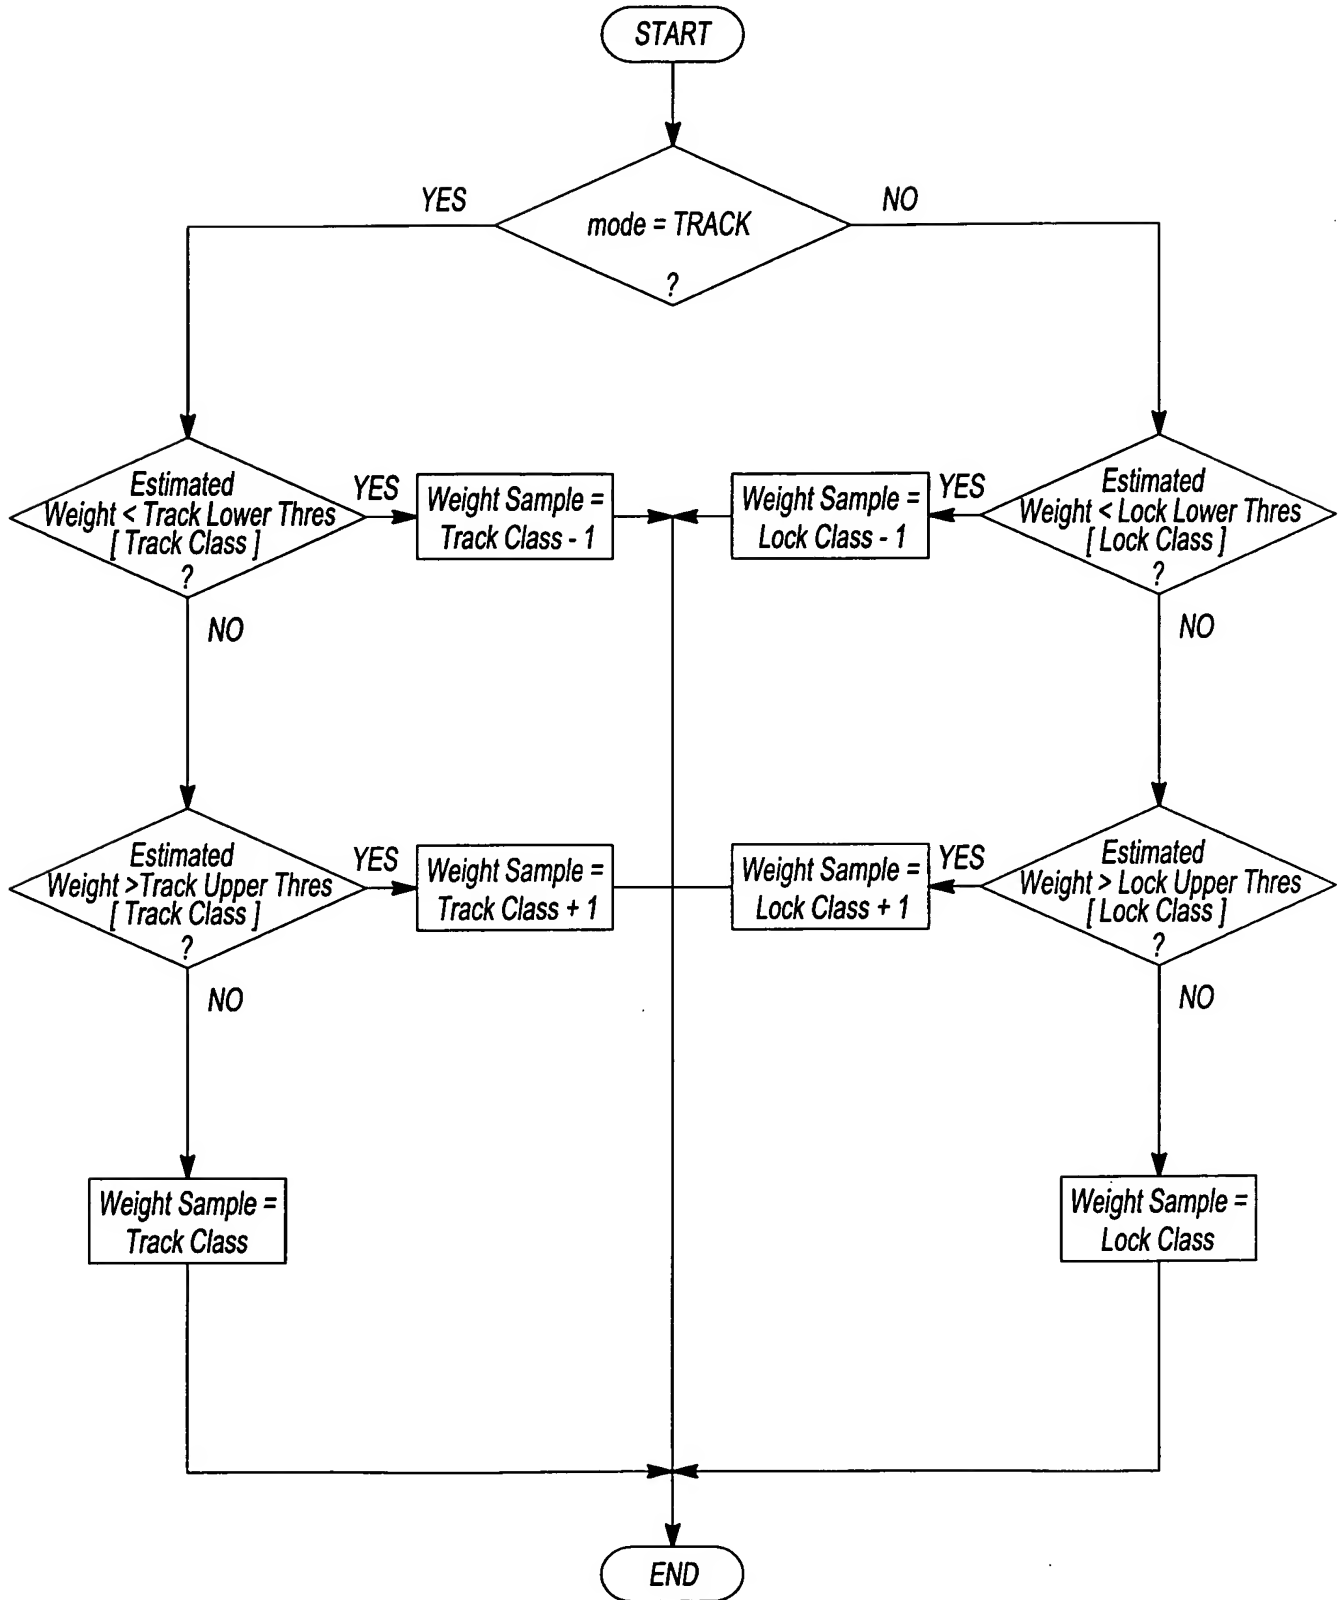 START
YES
NO
mode = TRACK
?
Estimated
Weight < Track Lower Thres
[ Track Class ]
?
YES
Weight Sample =
Track Class - 1
Weight Sample =
Lock Class - 1
YES
Estimated
Weight < Lock Lower Thres
[ Lock Class ]
?
NO
NO
Estimated
Weight >Track Upper Thres
[ Track Class ]
?
YES
Weight Sample =
Track Class + 1
Weight Sample =
Lock Class + 1
YES
Estimated
Weight > Lock Upper Thres
[ Lock Class ]
?
NO
NO
Weight Sample =
Track Class
Weight Sample =
Lock Class
END